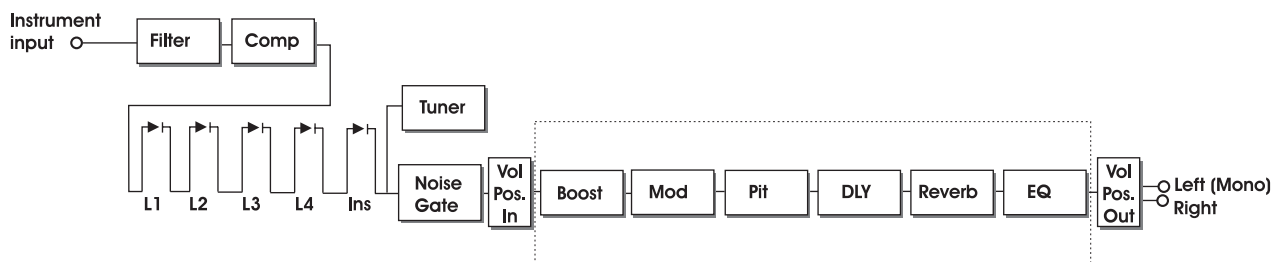 Instrument
input
Filter
Comp
Tuner
L1
L2
L3
L4
Ins
Noise
Gate
Vol
Pos.
In
Boost
Mod
Pit
DLY
Reverb
EQ
Vol
Pos.
Out
Left (Mono)
Right